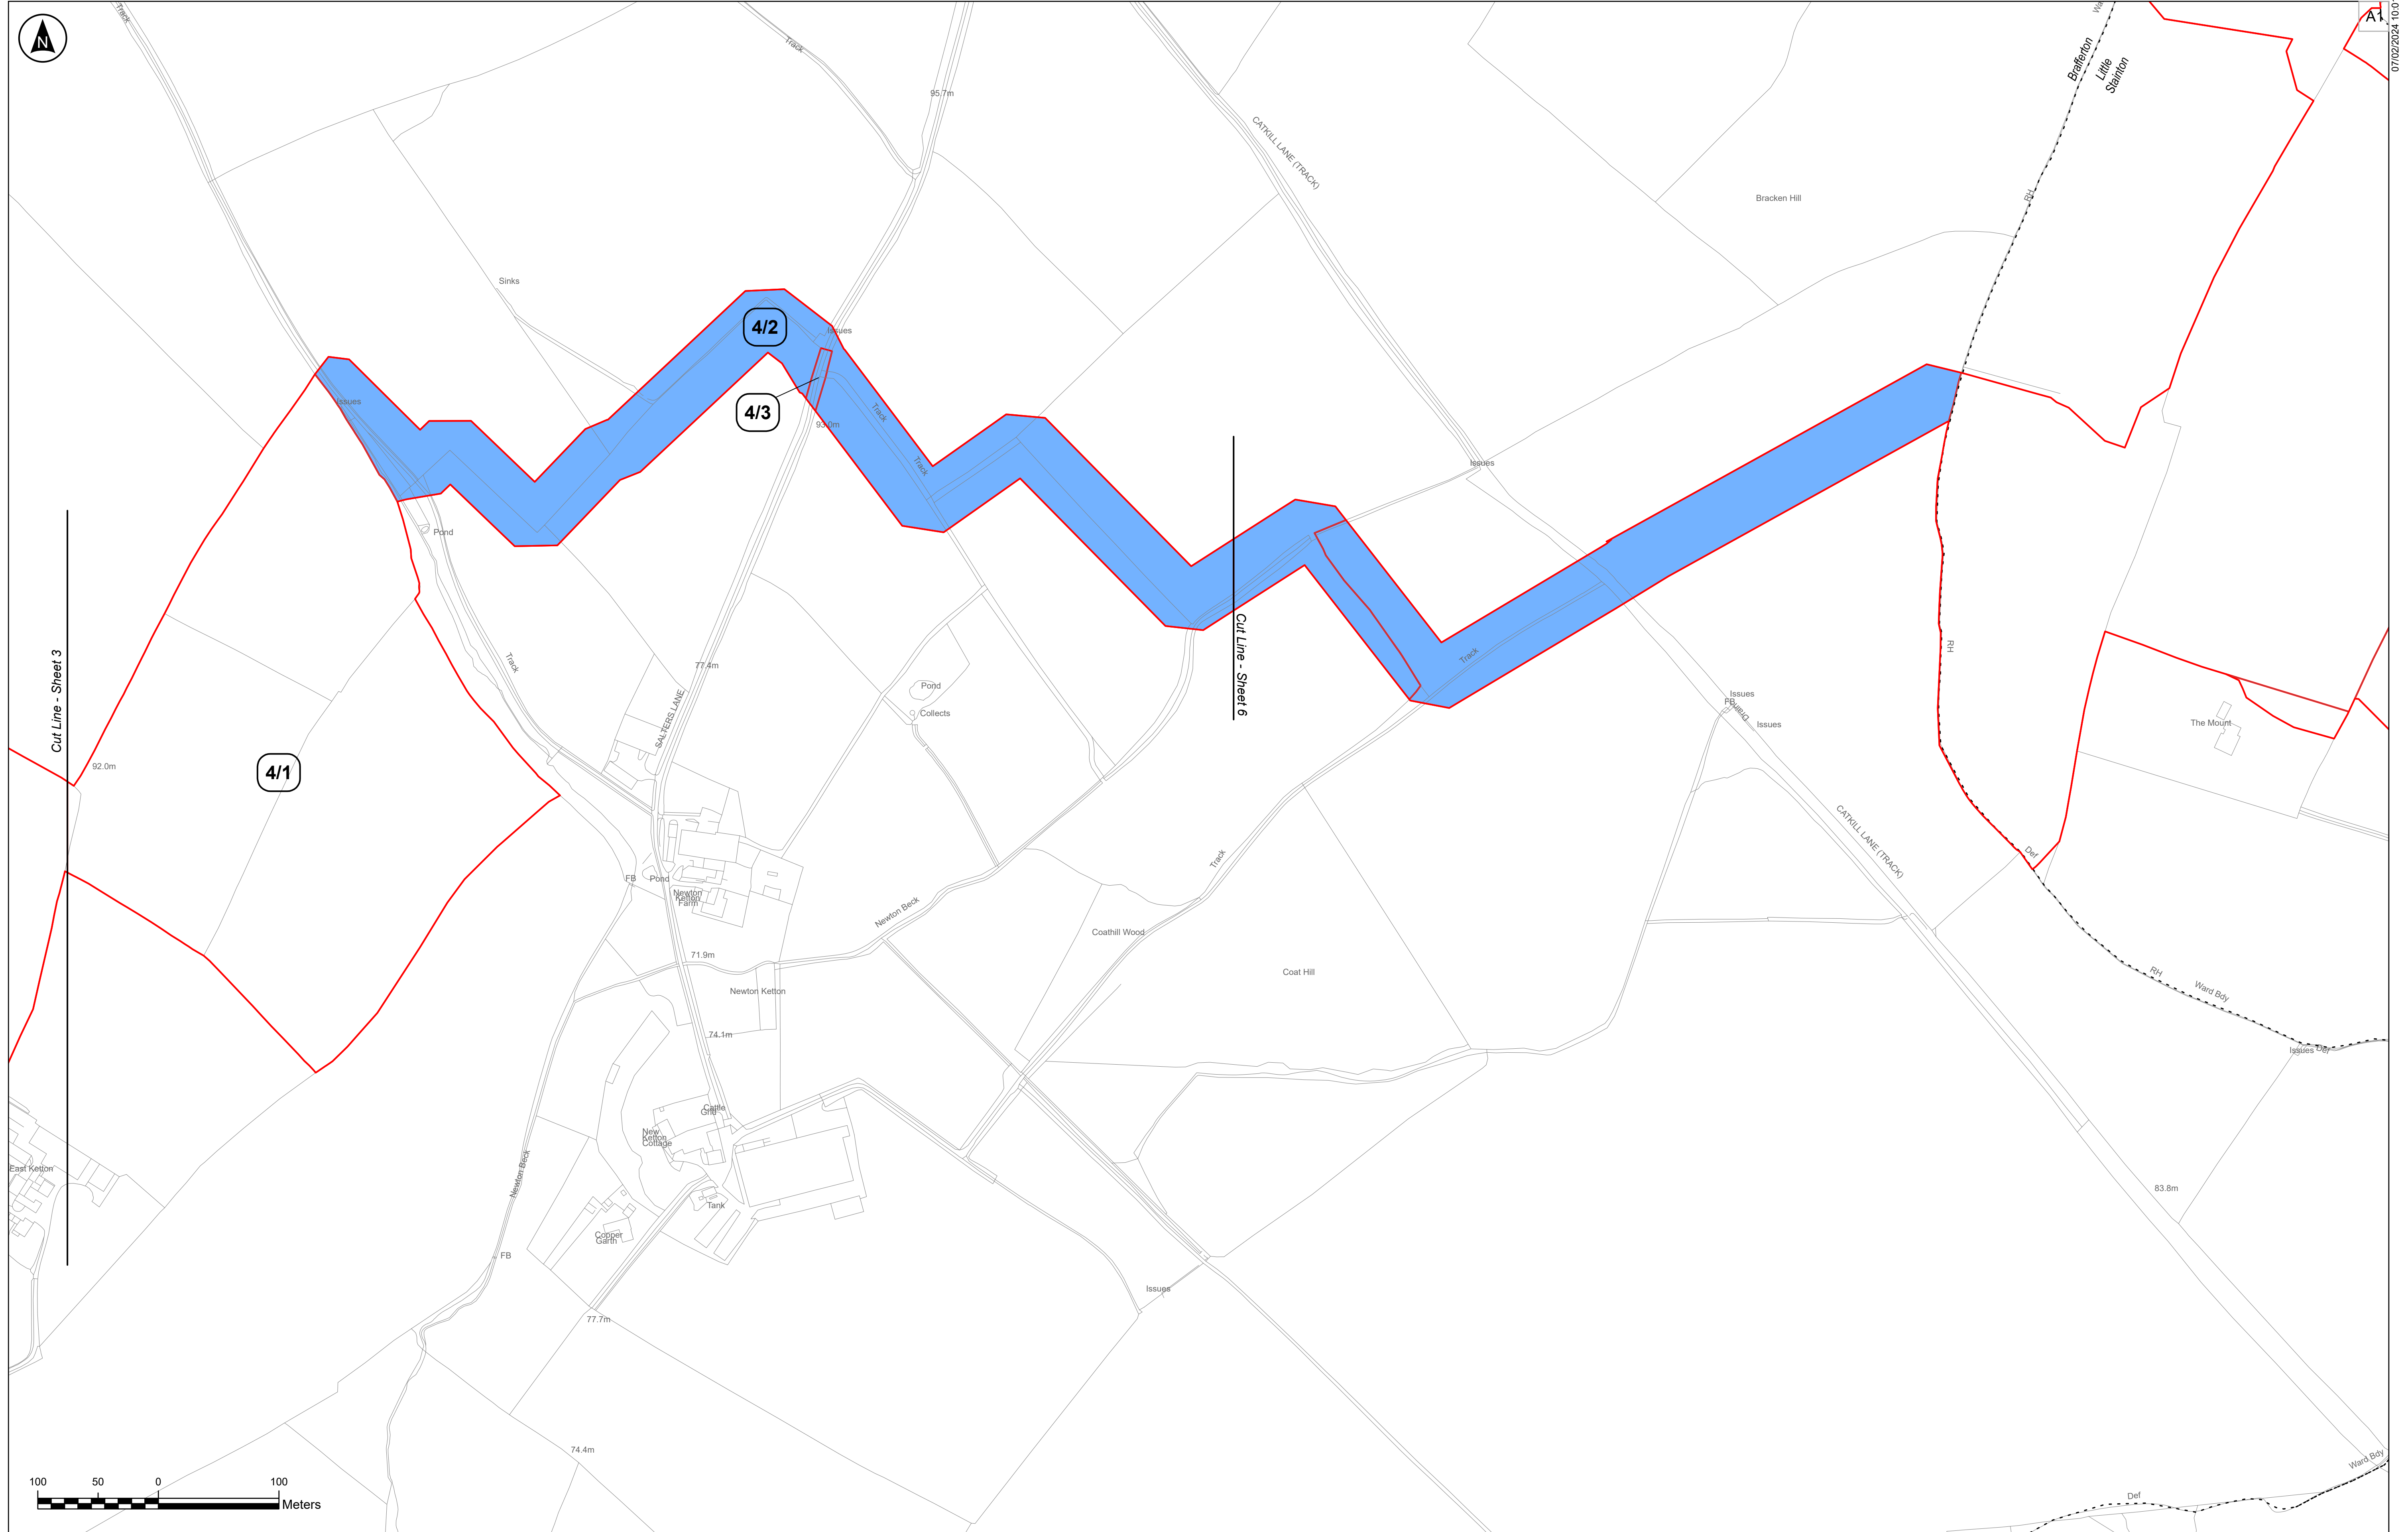 Track
N
Track
95.7m
CATKILL LANE (TRACK)
Bracken Hill
Brafferton
Little
Stainton
RH
A1
07/02/2024 10:0
Sinks
4/2
Issues
4/3
Issues
93.0m
Track
Track
Issues
Pond
Cut Line - Sheet 3
Track
77.4m
SALTERS LANE
Pond
Collects
Cut Line - Sheet 6
Track
RH
Issues
FB
Drain
Issues
The Mount
92.0m
4/1
CATKILL LANE (TRACK)
Def
Track
FB
Pond
Newton
Ketton
Farm
Newton Beck
Coathill Wood
71.9m
Coat Hill
Newton Ketton
RH
Ward Bdy
74.1m
Issues
Def
Cattle
Grid
New
Ketton
Cottage
East Ketton
Newton Beck
Tank
83.8m
Copper
Garth
FB
Issues
77.7m
74.4m
Ward Bdy
Def
100 50 0 100
Meters